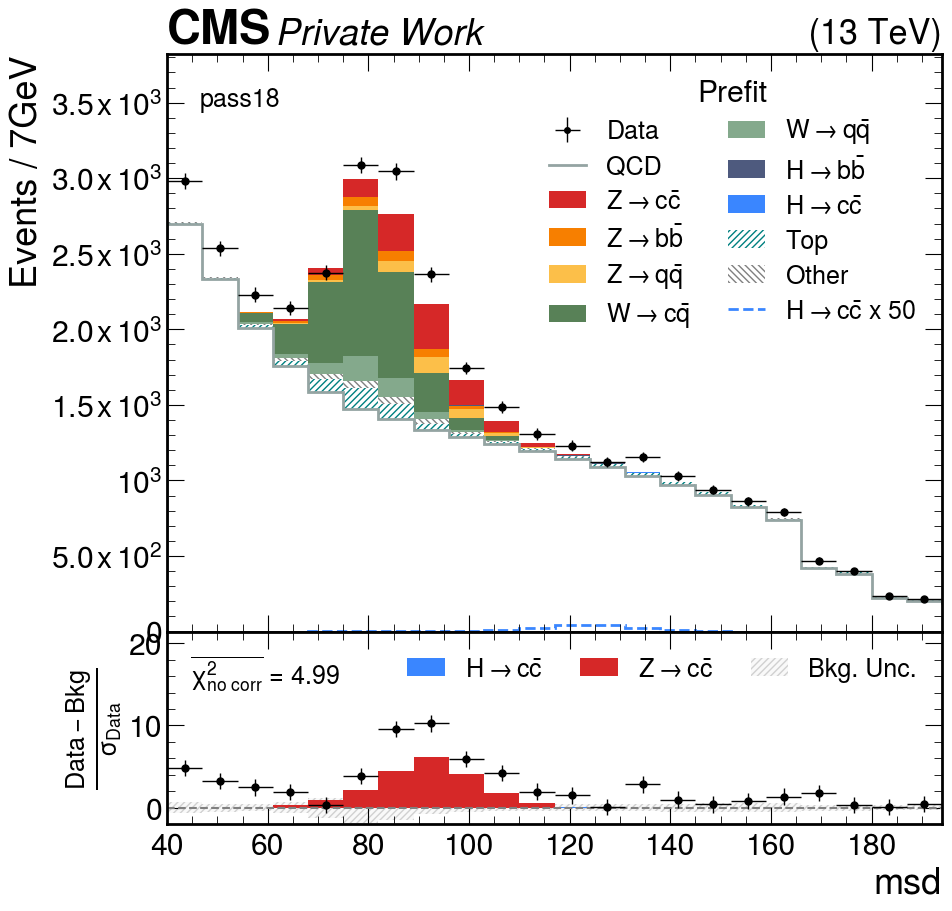 CMS Private Work (13 TeV)
Events / 7GeV
3.5 x 10³
3.0 x 10³
2.5 x 10³
2.0 x 10³
1.5 x 10³
10³
5.0 x 10²
0
pass18
Prefit
Data
QCD
Z → cc̄
Z → bb̄
Z → qq̄
W → cq̄
W → qq̄
H → bb̄
H → cc̄
Top
Other
H → cc̄ x 50
Data − Bkg
σ_Data
20
10
0
χ²_no corr = 4.99
H → cc̄
Z → cc̄
Bkg. Unc.
40 60 80 100 120 140 160 180
msd